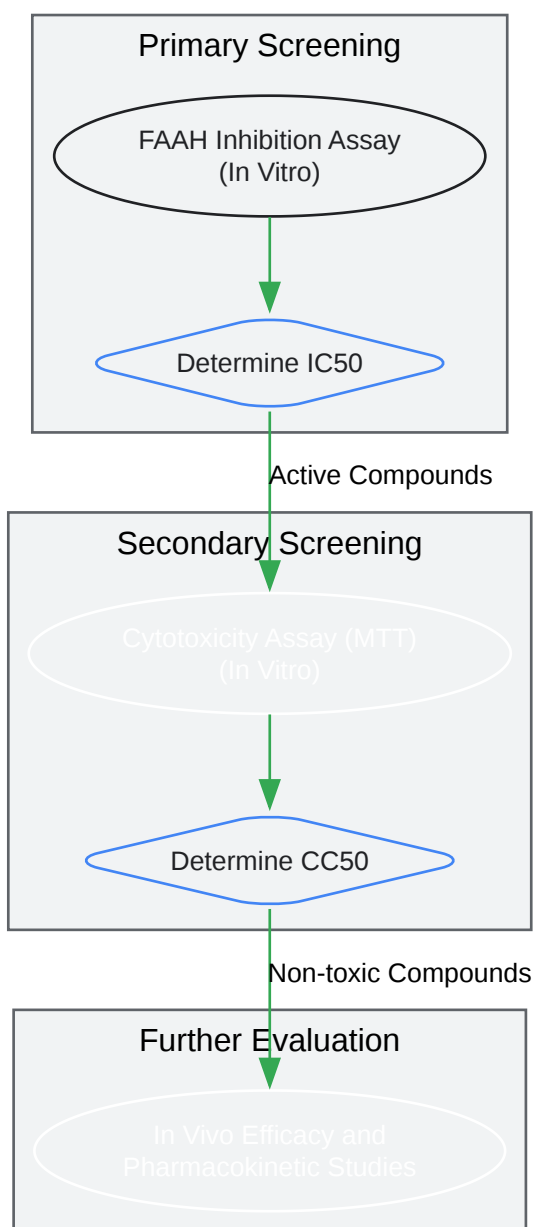 Primary Screening
FAAH Inhibition Assay
(In Vitro)
Determine IC50
Active Compounds
Secondary Screening
Cytotoxicity Assay (MTT)
(In Vitro)
Determine CC50
Non-toxic Compounds
Further Evaluation
In Vivo Efficacy and
Pharmacokinetic Studies